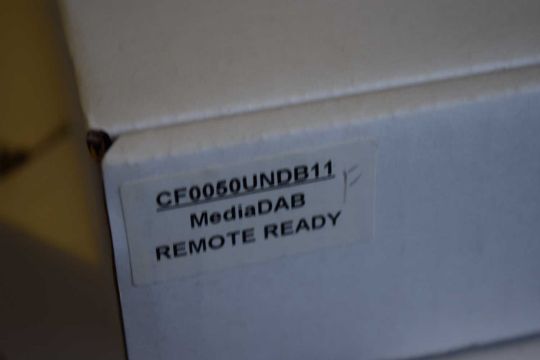 CF0050UNDB11 F
MediaDAB
REMOTE READY